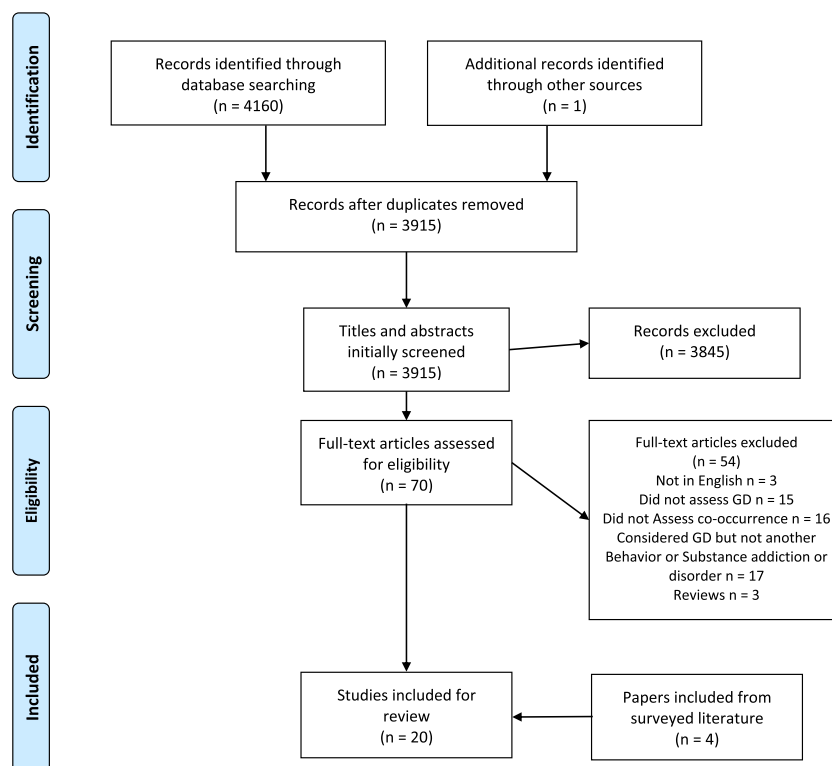 Identification
Records identified through
database searching
(n = 4160)
Additional records identified
through other sources
(n = 1)
Records after duplicates removed
(n = 3915)
Screening
Titles and abstracts
initially screened
(n = 3915)
Records excluded
(n = 3845)
Eligibility
Full-text articles assessed
for eligibility
(n = 70)
Full-text articles excluded
(n = 54)
Not in English n = 3
Did not assess GD n = 15
Did not Assess co-occurrence n = 16
Considered GD but not another
Behavior or Substance addiction or
disorder n = 17
Reviews n = 3
Included
Studies included for
review
(n = 20)
Papers included from
surveyed literature
(n = 4)